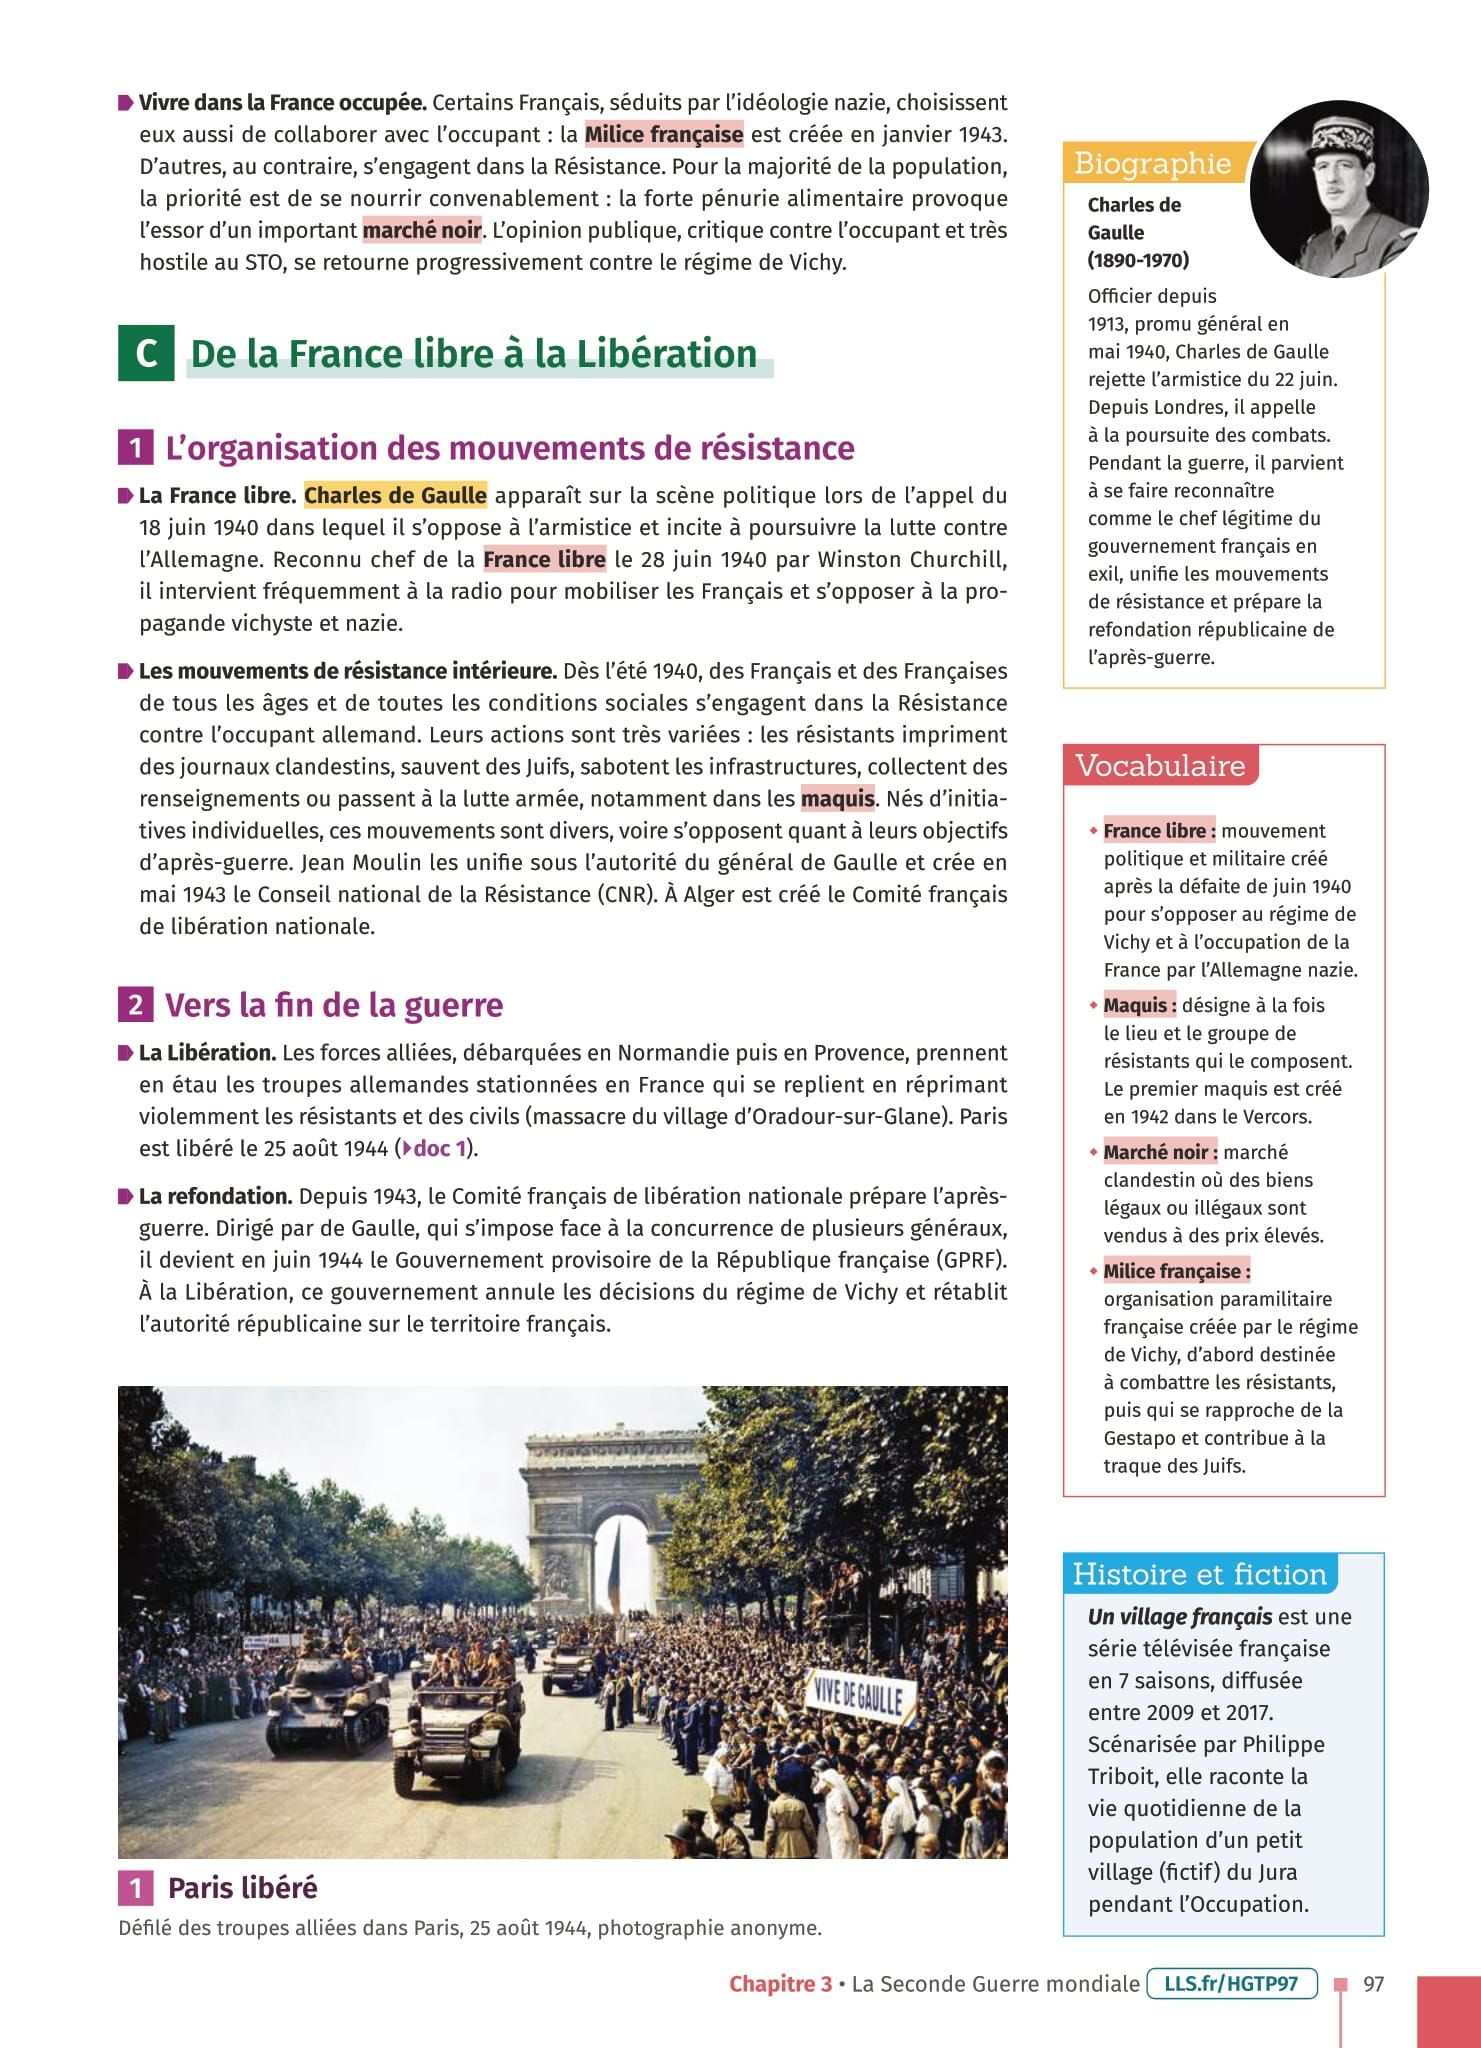 Vivre dans la France occupée. Certains Français, séduits par l'idéologie nazie, choisissent
eux aussi de collaborer avec l'occupant : la Milice française est créée en janvier 1943.
D'autres, au contraire, s'engagent dans la Résistance. Pour la majorité de la population,
la priorité est de se nourrir convenablement : la forte pénurie alimentaire provoque
l'essor d'un important marché noir. L'opinion publique, critique contre l'occupant et très
hostile au STO, se retourne progressivement contre le régime de Vichy.
C De la France libre à la Libération
1 L'organisation des mouvements de résistance
La France libre. Charles de Gaulle apparaît sur la scène politique lors de l'appel du
18 juin 1940 dans lequel il s'oppose à l'armistice et incite à poursuivre la lutte contre
l'Allemagne. Reconnu chef de la France libre le 28 juin 1940 par Winston Churchill,
il intervient fréquemment à la radio pour mobiliser les Français et s'opposer à la pro-
pagande vichyste et nazie.
Les mouvements de résistance intérieure. Dès l'été 1940, des Français et des Françaises
de tous les âges et de toutes les conditions sociales s'engagent dans la Résistance
contre l'occupant allemand. Leurs actions sont très variées : les résistants impriment
des journaux clandestins, sauvent des Juifs, sabotent les infrastructures, collectent des
renseignements ou passent à la lutte armée, notamment dans les maquis. Nés d'initia-
tives individuelles, ces mouvements sont divers, voire s'opposent quant à leurs objectifs
d'après-guerre. Jean Moulin les unifie sous l'autorité du général de Gaulle et crée en
mai 1943 le Conseil national de la Résistance (CNR). À Alger est créé le Comité français
de libération nationale.
2 Vers la fin de la guerre
La Libération. Les forces alliées, débarquées en Normandie puis en Provence, prennent
en étau les troupes allemandes stationnées en France qui se replient en réprimant
violemment les résistants et des civils (massacre du village d'Oradour-sur-Glane). Paris
est libéré le 25 août 1944 (doc 1).
La refondation. Depuis 1943, le Comité français de libération nationale prépare l'après-
guerre. Dirigé par de Gaulle, qui s'impose face à la concurrence de plusieurs généraux,
il devient en juin 1944 le Gouvernement provisoire de la République française (GPRF).
À la Libération, ce gouvernement annule les décisions du régime de Vichy et rétablit
l'autorité républicaine sur le territoire français.
VIVE DE GAULLE
1 Paris libéré
Défilé des troupes alliées dans Paris, 25 août 1944, photographie anonyme.
Biographie
Charles de
Gaulle
(1890-1970)
Officier depuis
1913, promu général en
mai 1940, Charles de Gaulle
rejette l'armistice du 22 juin.
Depuis Londres, il appelle
à la poursuite des combats.
Pendant la guerre, il parvient
à se faire reconnaître
comme le chef légitime du
gouvernement français en
exil, unifie les mouvements
de résistance et prépare la
refondation républicaine de
l'après-guerre.
Vocabulaire
France libre : mouvement
politique et militaire créé
après la défaite de juin 1940
pour s'opposer au régime de
Vichy et à l'occupation de la
France par l'Allemagne nazie.
Maquis : désigne à la fois
le lieu et le groupe de
résistants qui le composent.
Le premier maquis est créé
en 1942 dans le Vercors.
Marché noir : marché
clandestin où des biens
légaux ou illégaux sont
vendus à des prix élevés.
Milice française :
organisation paramilitaire
française créée par le régime
de Vichy, d'abord destinée
à combattre les résistants,
puis qui se rapproche de la
Gestapo et contribue à la
traque des Juifs.
Histoire et fiction
Un village français est une
série télévisée française
en 7 saisons, diffusée
entre 2009 et 2017.
Scénarisée par Philippe
Triboit, elle raconte la
vie quotidienne de la
population d'un petit
village (fictif) du Jura
pendant l'Occupation.
Chapitre 3 • La Seconde Guerre mondiale LLS.fr/HGTP97 97